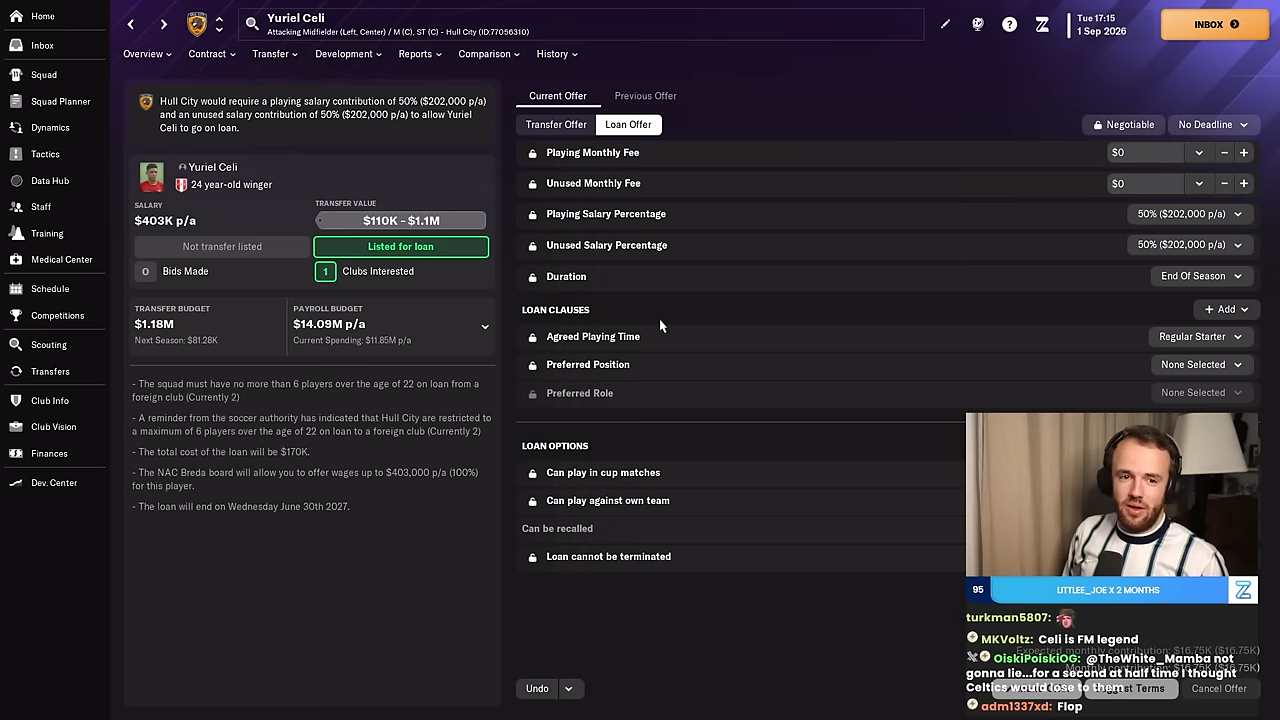 Home
Inbox
Squad
Squad Planner
Dynamics
Tactics
Data Hub
Staff
Training
Medical Center
Schedule
Competitions
Scouting
Transfers
Club Info
Club Vision
Finances
Dev. Center
Yuriel Celi
Attacking Midfielder (Left, Center) / M (C), ST (C) - Hull City (ID:77056310)
Tue 17:15
1 Sep 2026
INBOX
Overview
Contract
Transfer
Development
Reports
Comparison
History
Hull City would require a playing salary contribution of 50% ($202,000 p/a)
and an unused salary contribution of 50% ($202,000 p/a) to allow Yuriel
Celi to go on loan.
Yuriel Celi
24 year-old winger
SALARY
$403K p/a
TRANSFER VALUE
$110K - $1.1M
Not transfer listed
Listed for loan
0 Bids Made
1 Clubs Interested
TRANSFER BUDGET
$1.18M
Next Season: $81.28K
PAYROLL BUDGET
$14.09M p/a
Current Spending: $11.85M p/a
- The squad must have no more than 6 players over the age of 22 on loan from a
foreign club (Currently 2)
- A reminder from the soccer authority has indicated that Hull City are restricted to
a maximum of 6 players over the age of 22 on loan to a foreign club (Currently 2)
- The total cost of the loan will be $170K.
- The NAC Breda board will allow you to offer wages up to $403,000 p/a (100%)
for this player.
- The loan will end on Wednesday June 30th 2027.
Current Offer
Previous Offer
Transfer Offer
Loan Offer
Negotiable
No Deadline
Playing Monthly Fee
$0
Unused Monthly Fee
$0
Playing Salary Percentage
50% ($202,000 p/a)
Unused Salary Percentage
50% ($202,000 p/a)
Duration
End Of Season
LOAN CLAUSES
+ Add
Agreed Playing Time
Regular Starter
Preferred Position
None Selected
Preferred Role
None Selected
LOAN OPTIONS
Can play in cup matches
Can play against own team
Can be recalled
Loan cannot be terminated
Undo
95
LITTLEE_JOE X 2 MONTHS
turkman5807:
MKVoltz: Celi is FM legend
Expected monthly contribution: $16.75K ($16.75K)
OiskiPoiskiOG: @TheWhite_Mamba not
gonna lie...for a second at half time I thought
Celtics would lose to them
Terms
Cancel Offer
adm1337xd: Flop